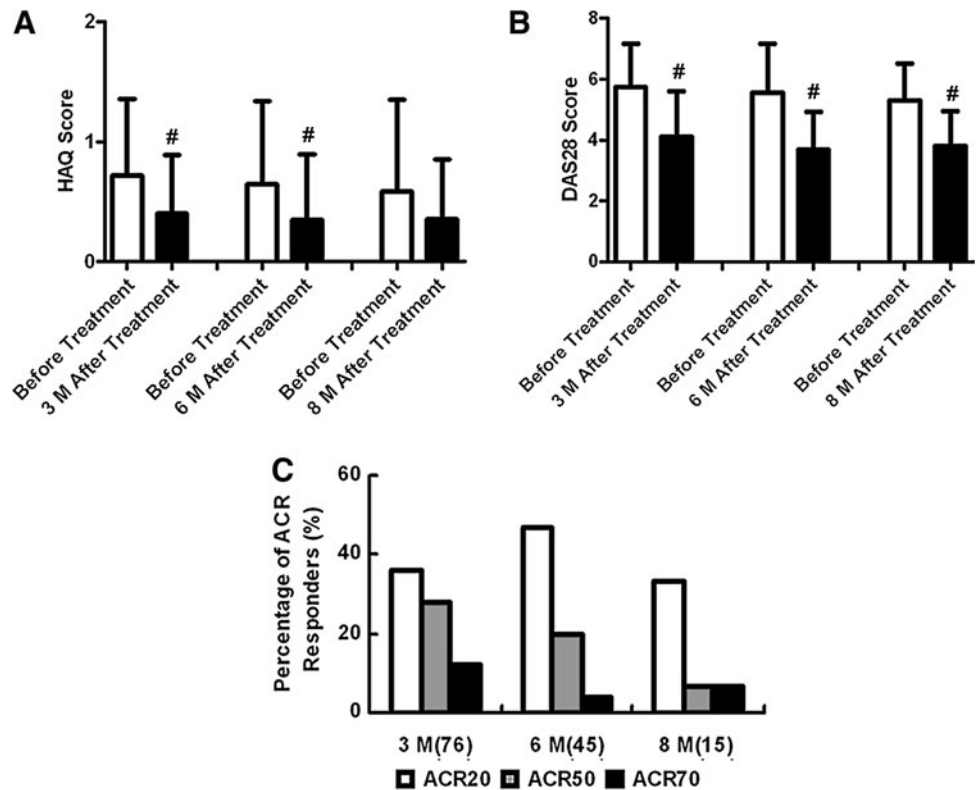 A
HAQ Score
2
1
0
#
#
Before Treatment
3 M After Treatment
Before Treatment
6 M After Treatment
Before Treatment
8 M After Treatment
B
DAS28 Score
8
6
4
2
0
#
#
#
Before Treatment
3 M After Treatment
Before Treatment
6 M After Treatment
Before Treatment
8 M After Treatment
C
Percentage of ACR
Responders (%)
60
40
20
0
3 M(76)
6 M(45)
8 M(15)
ACR20 ACR50 ACR70